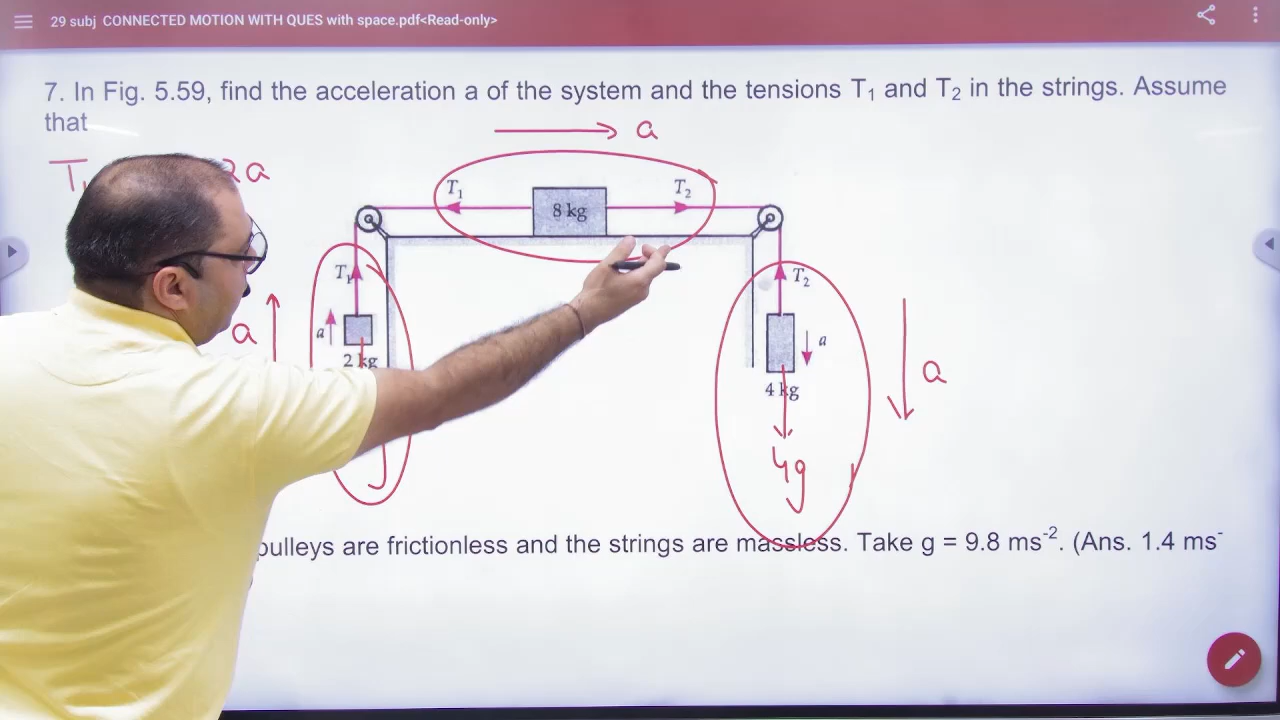 29 subj CONNECTED MOTION WITH QUES with space.pdf<Read-only>
7. In Fig. 5.59, find the acceleration a of the system and the tensions T₁ and T₂ in the strings. Assume
that
a
T₁ 2a
T₁ 8 kg T₂
T₁ T₂
a a a
2 kg a
4 kg
4g
pulleys are frictionless and the strings are massless. Take g = 9.8 ms⁻². (Ans. 1.4 ms⁻